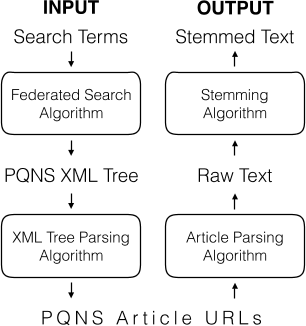 INPUT
Search Terms
Federated Search
Algorithm
PQNS XML Tree
XML Tree Parsing
Algorithm
PQNS Article URLs
Article Parsing
Algorithm
Raw Text
Stemming
Algorithm
Stemmed Text
OUTPUT